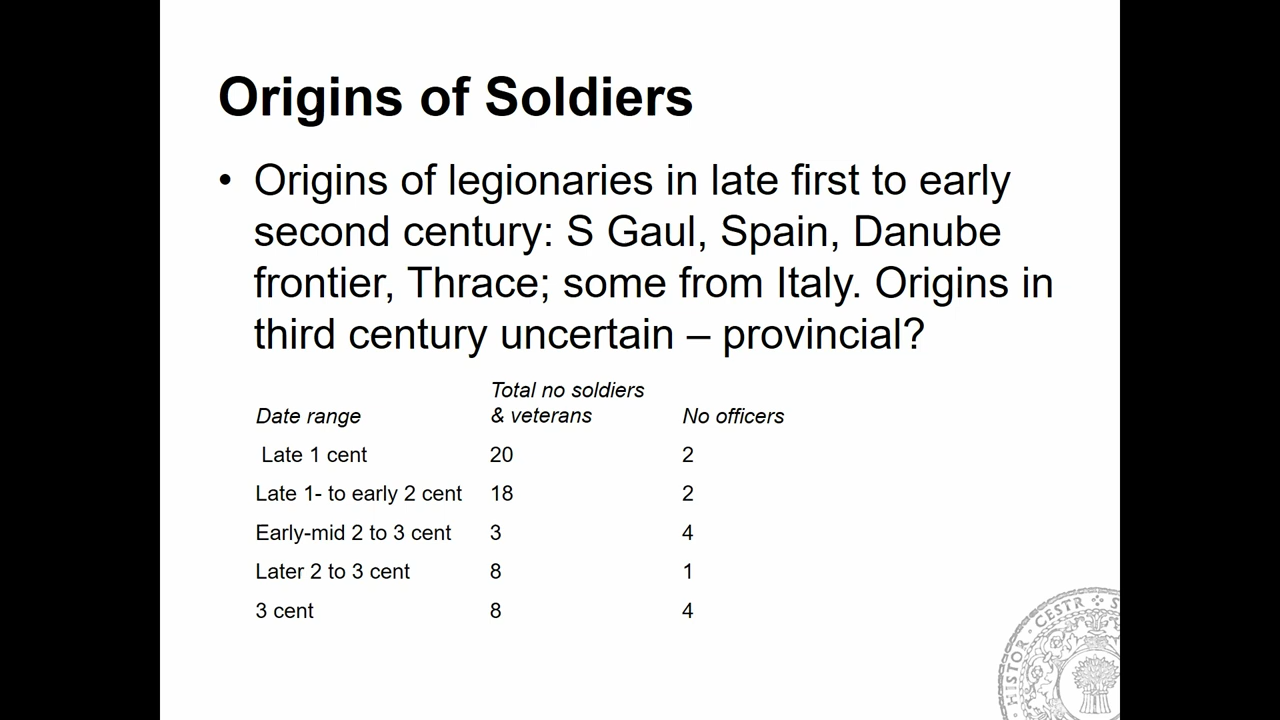 Origins of Soldiers
• Origins of legionaries in late first to early
second century: S Gaul, Spain, Danube
frontier, Thrace; some from Italy. Origins in
third century uncertain – provincial?
Total no soldiers
Date range & veterans No officers
Late 1 cent 20 2
Late 1- to early 2 cent 18 2
Early-mid 2 to 3 cent 3 4
Later 2 to 3 cent 8 1
3 cent 8 4
HISTOR · CESTR ·